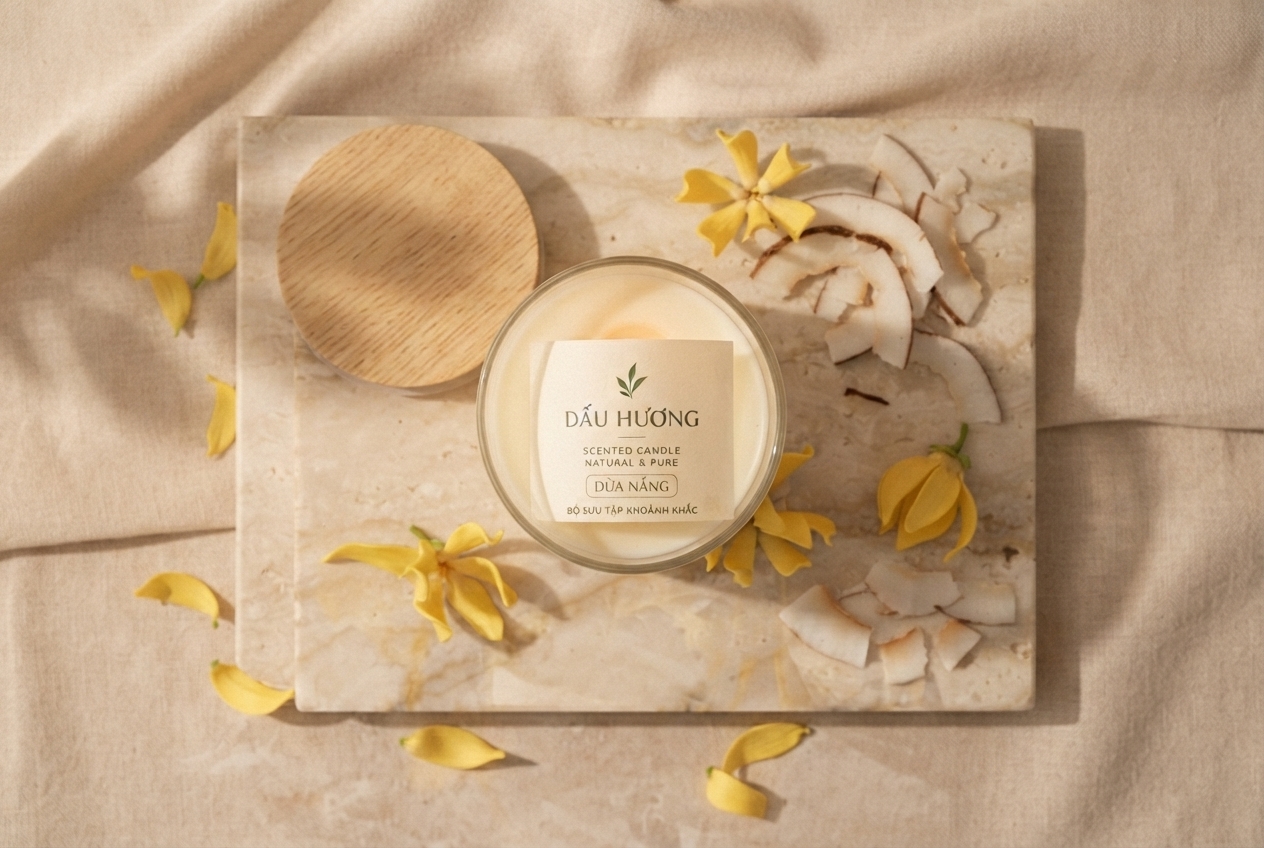 DẤU HƯƠNG
SCENTED CANDLE
NATURAL & PURE
DỪA NẮNG
BỘ SƯU TẬP KHOẢNH KHẮC